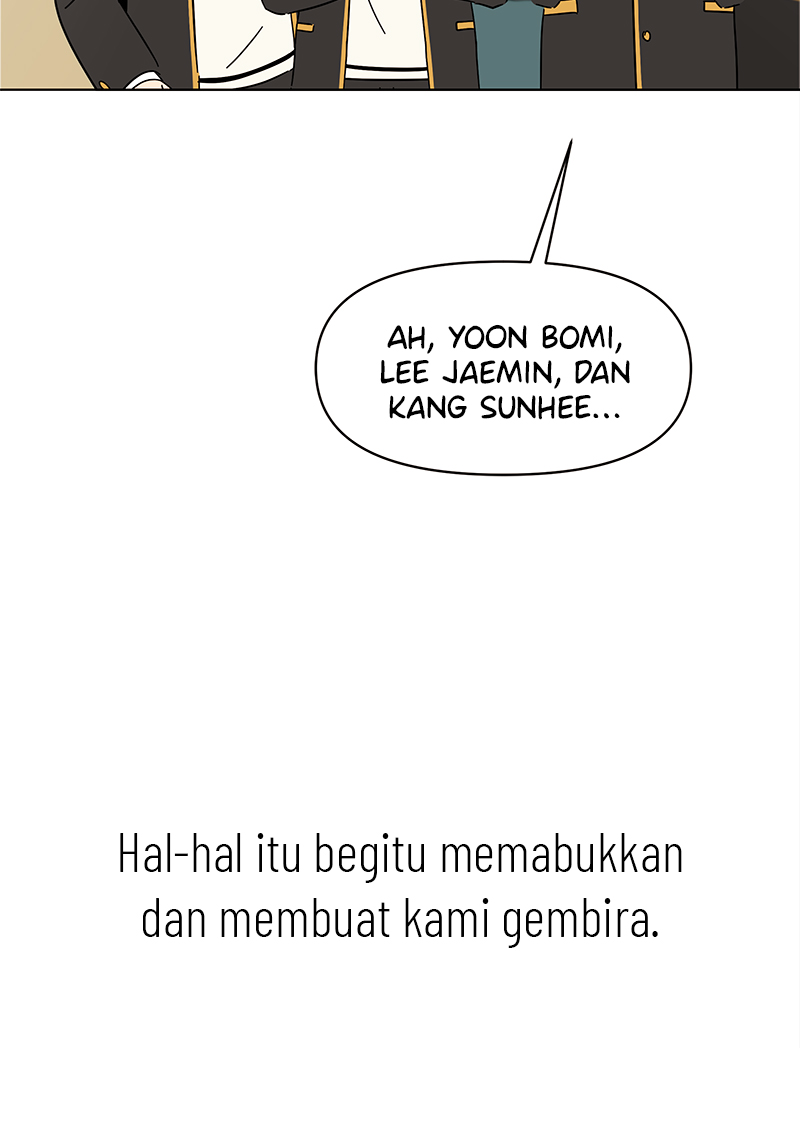 AH, YOON BOMI,
LEE JAEMIN, DAN
KANG SUNHEE...
Hal-hal itu begitu memabukkan
dan membuat kami gembira.